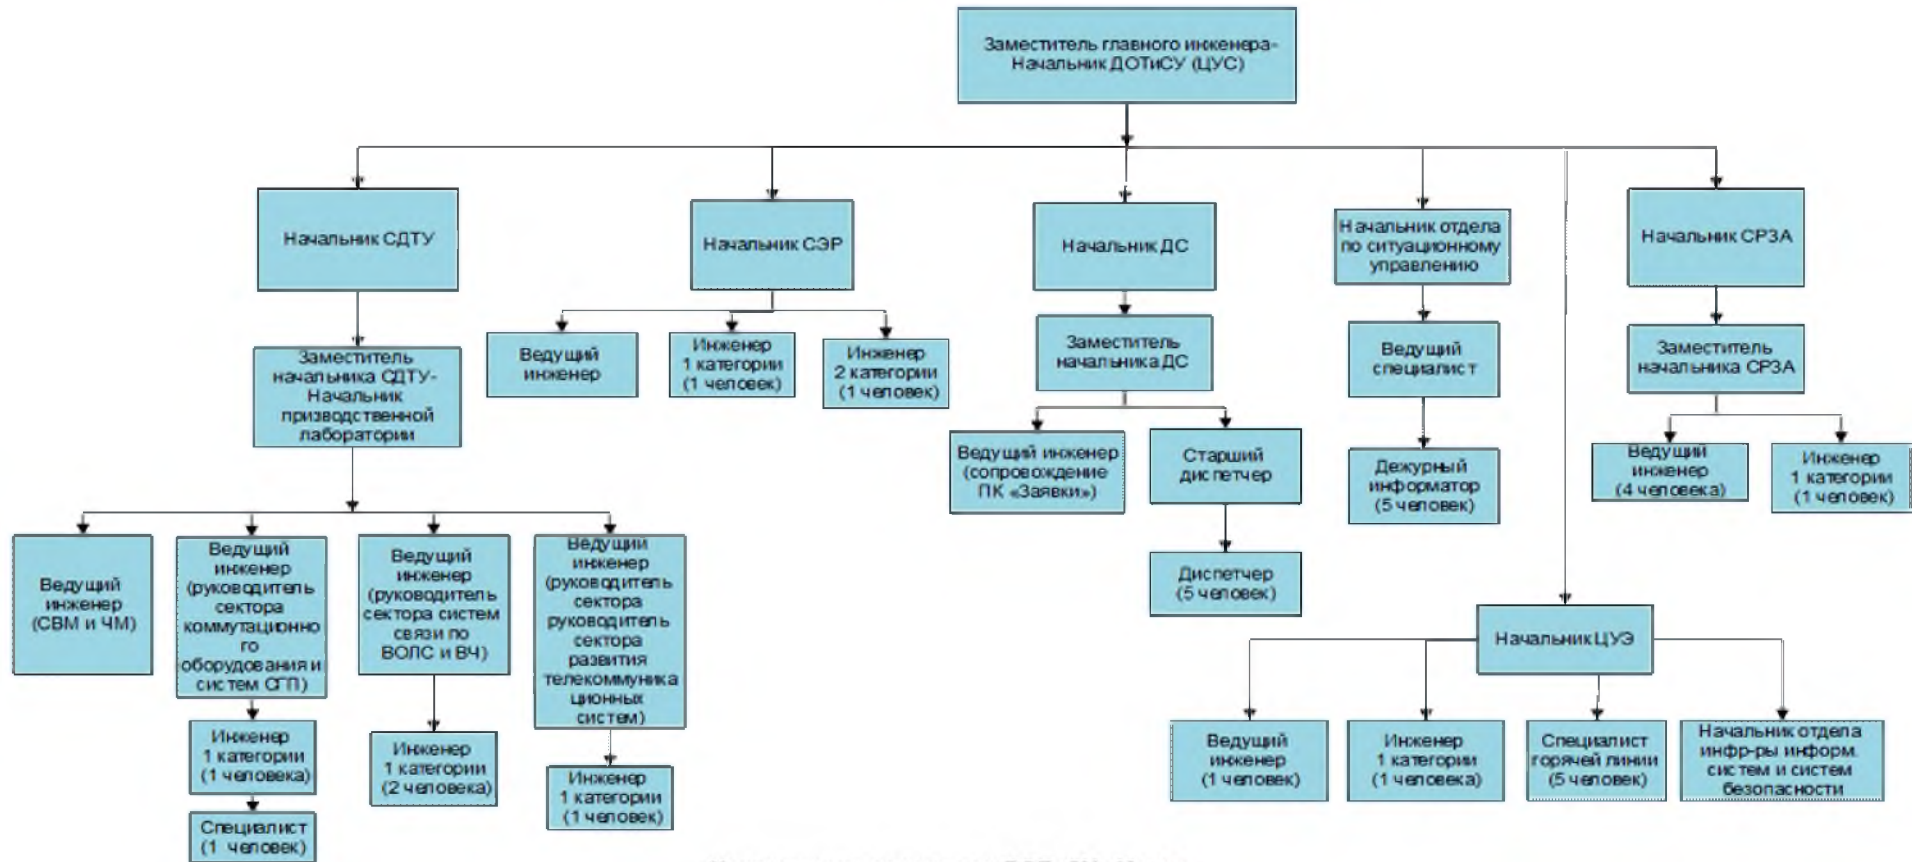 Заместитель главного инженера-
Начальник ДОТиСУ (ЦУС)
Начальник СДТУ
Начальник СЭР
Начальник ДС
Начальник отдела
по ситуационному
управлению
Начальник СРЗА
Заместитель
начальника СДТУ-
Начальник
призводственной
лаборатории
Ведущий
инженер
Инженер
1 категории
(1 человек)
Инженер
2 категории
(1 человек)
Заместитель
начальника ДС
Ведущий
специалист
Заместитель
начальника СРЗА
Ведущий инженер
(сопровождение
ПК «Заявки»)
Старший
диспетчер
Дежурный
информатор
(5 человек)
Ведущий
инженер
(4 человека)
Инженер
1 категории
(1 человек)
Ведущий
инженер
(СВМ и ЧМ)
Ведущий
инженер
(руководитель
сектора
коммутационно
го
оборудования и
систем СГП)
Ведущий
инженер
(руководитель
сектора систем
связи по
ВОЛС и ВЧ)
Ведущий
инженер
(руководитель
сектора
руководитель
сектора
развития
телекоммуника
ционных
систем)
Диспетчер
(5 человек)
Начальник ЦУЭ
Инженер
1 категории
(1 человека)
Инженер
1 категории
(2 человека)
Инженер
1 категории
(1 человек)
Специалист
(1 человек)
Ведущий
инженер
(1 человек)
Инженер
1 категории
(1 человека)
Специалист
горячей линии
(5 человек)
Начальник отдела
инфр-ры информ.
систем и систем
безопасности